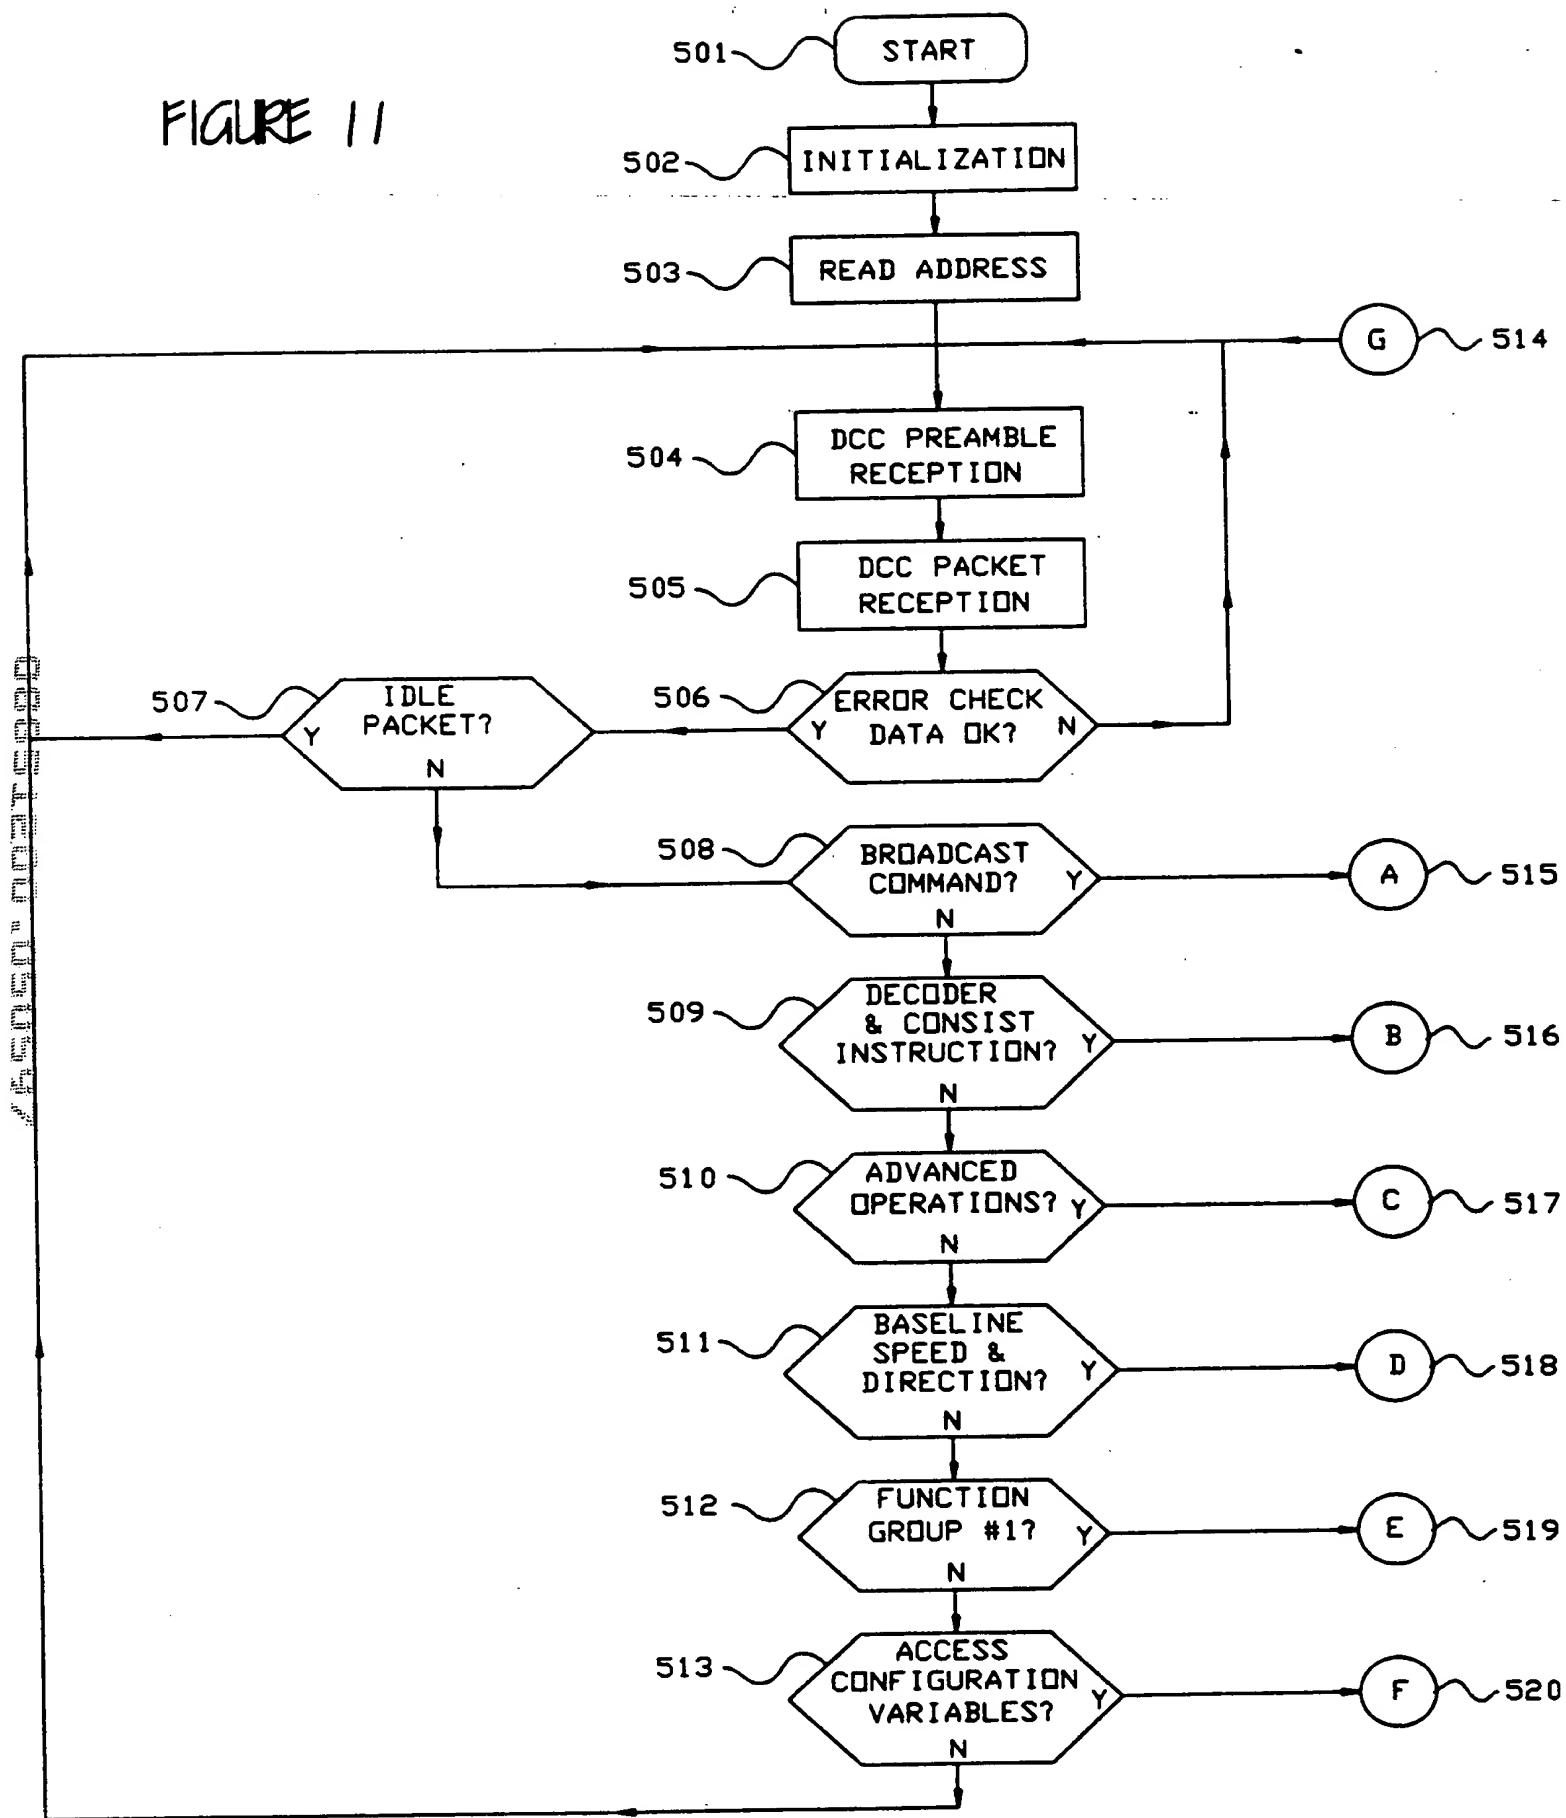 501
START
FIGURE 11
502
INITIALIZATION
503
READ ADDRESS
G
514
504
DCC PREAMBLE
RECEPTION
505
DCC PACKET
RECEPTION
507
IDLE
PACKET?
Y
N
506
ERROR CHECK
DATA OK?
Y
N
508
BROADCAST
COMMAND?
Y
N
A
515
509
DECODER
& CONSIST
INSTRUCTION?
Y
N
B
516
510
ADVANCED
OPERATIONS?
Y
N
C
517
511
BASELINE
SPEED &
DIRECTION?
Y
N
D
518
512
FUNCTION
GROUP #1?
Y
N
E
519
513
ACCESS
CONFIGURATION
VARIABLES?
Y
N
F
520